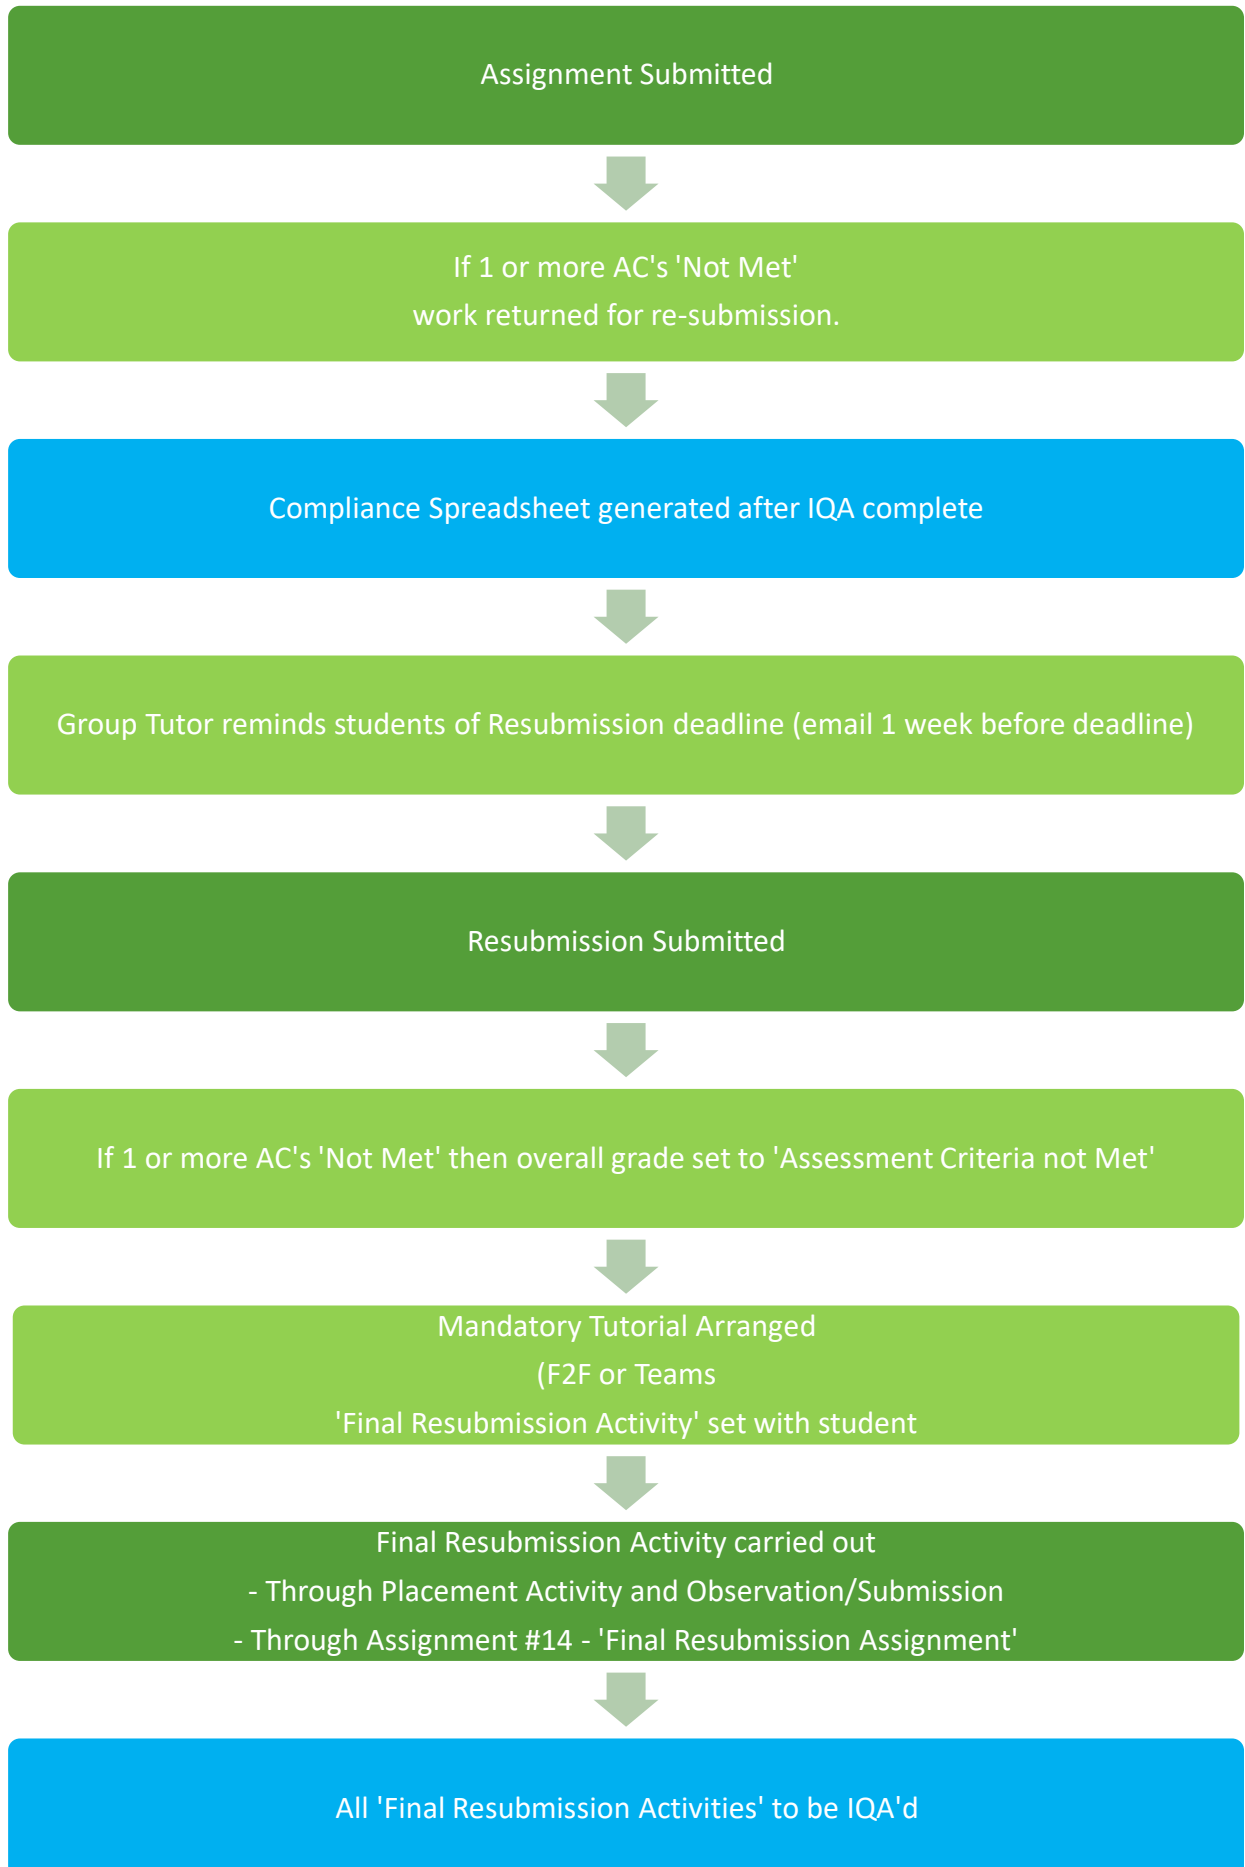 Assignment Submitted
If 1 or more AC's 'Not Met'
work returned for re-submission.
Compliance Spreadsheet generated after IQA complete
Group Tutor reminds students of Resubmission deadline (email 1 week before deadline)
Resubmission Submitted
If 1 or more AC's 'Not Met' then overall grade set to 'Assessment Criteria not Met'
Mandatory Tutorial Arranged
(F2F or Teams
'Final Resubmission Activity' set with student
Final Resubmission Activity carried out
- Through Placement Activity and Observation/Submission
- Through Assignment #14 - 'Final Resubmission Assignment'
All 'Final Resubmission Activities' to be IQA'd